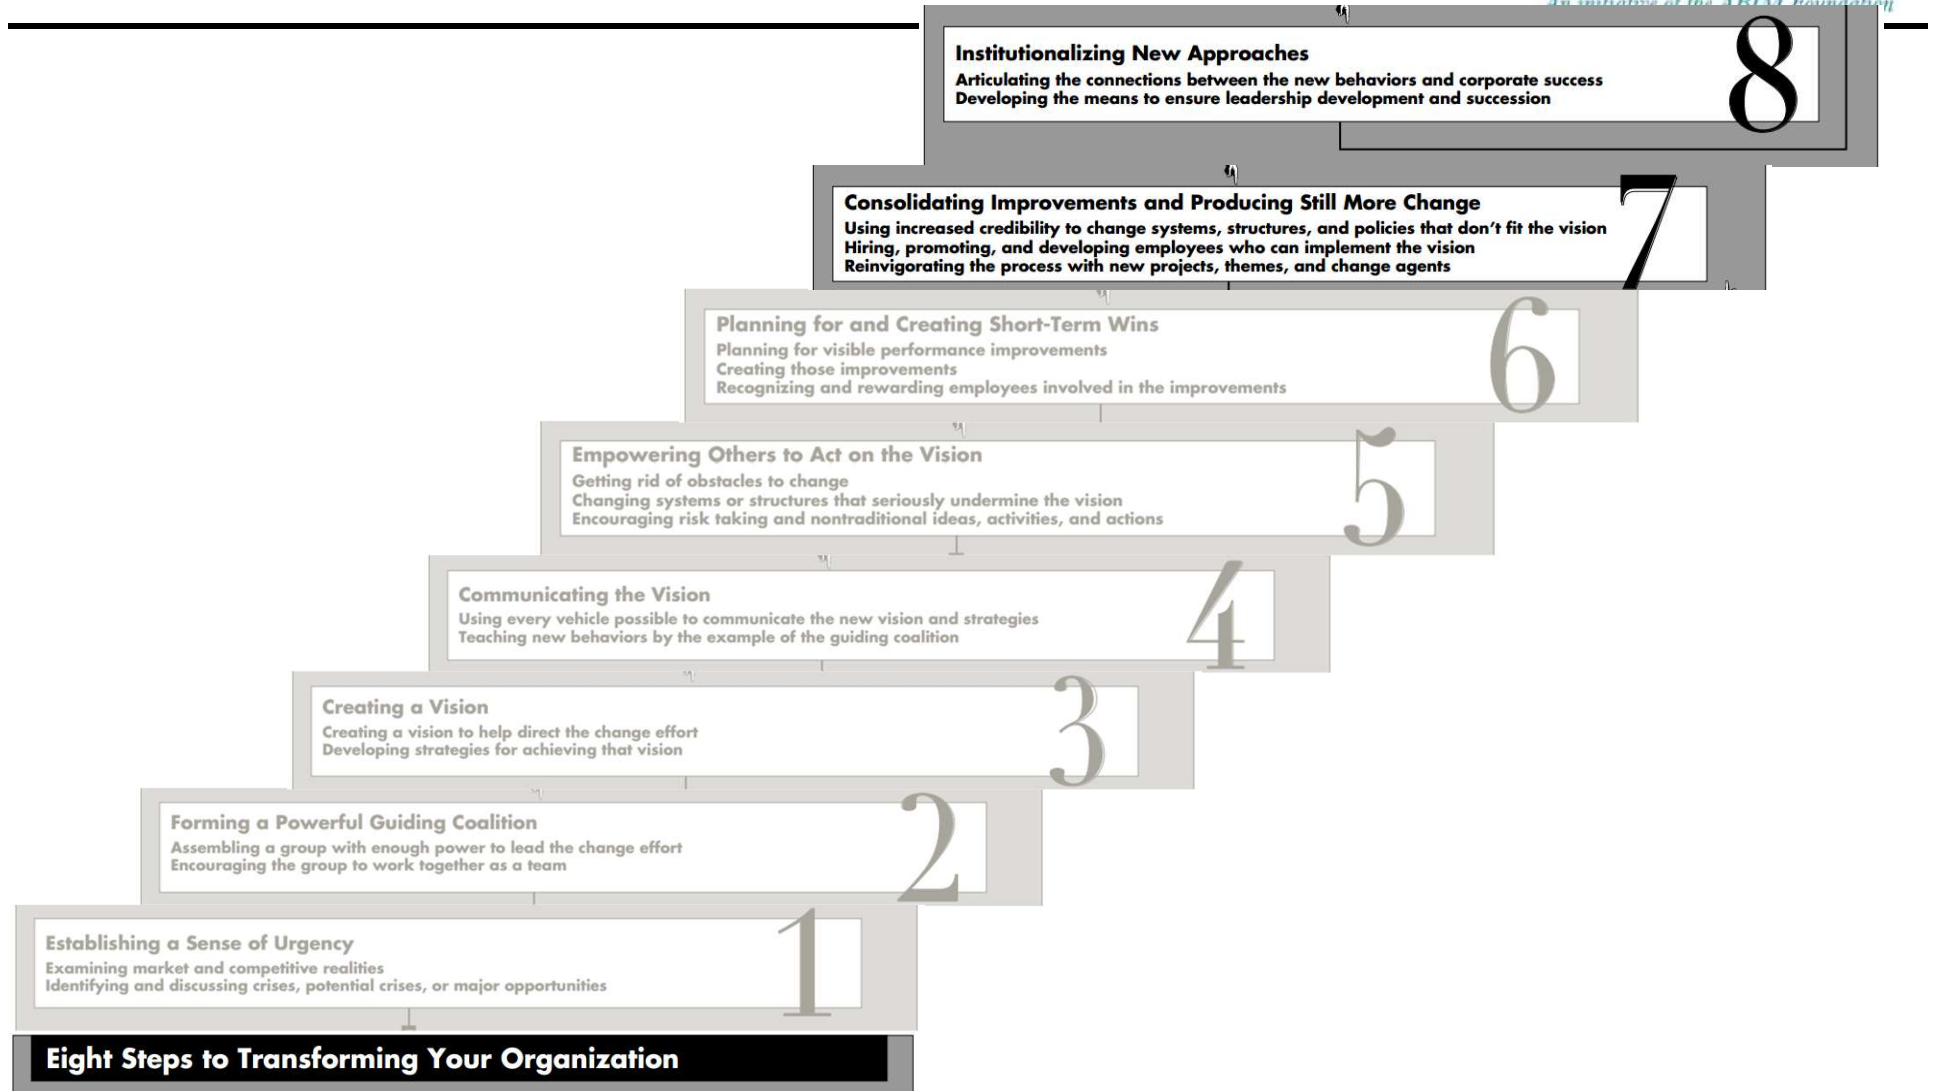 An initiative of the ABIM Foundation
Institutionalizing New Approaches
Articulating the connections between the new behaviors and corporate success
Developing the means to ensure leadership development and succession
8
Consolidating Improvements and Producing Still More Change
Using increased credibility to change systems, structures, and policies that don't fit the vision
Hiring, promoting, and developing employees who can implement the vision
Reinvigorating the process with new projects, themes, and change agents
7
Planning for and Creating Short-Term Wins
Planning for visible performance improvements
Creating those improvements
Recognizing and rewarding employees involved in the improvements
6
Empowering Others to Act on the Vision
Getting rid of obstacles to change
Changing systems or structures that seriously undermine the vision
Encouraging risk taking and nontraditional ideas, activities, and actions
5
Communicating the Vision
Using every vehicle possible to communicate the new vision and strategies
Teaching new behaviors by the example of the guiding coalition
4
Creating a Vision
Creating a vision to help direct the change effort
Developing strategies for achieving that vision
3
Forming a Powerful Guiding Coalition
Assembling a group with enough power to lead the change effort
Encouraging the group to work together as a team
2
Establishing a Sense of Urgency
Examining market and competitive realities
Identifying and discussing crises, potential crises, or major opportunities
1
Eight Steps to Transforming Your Organization